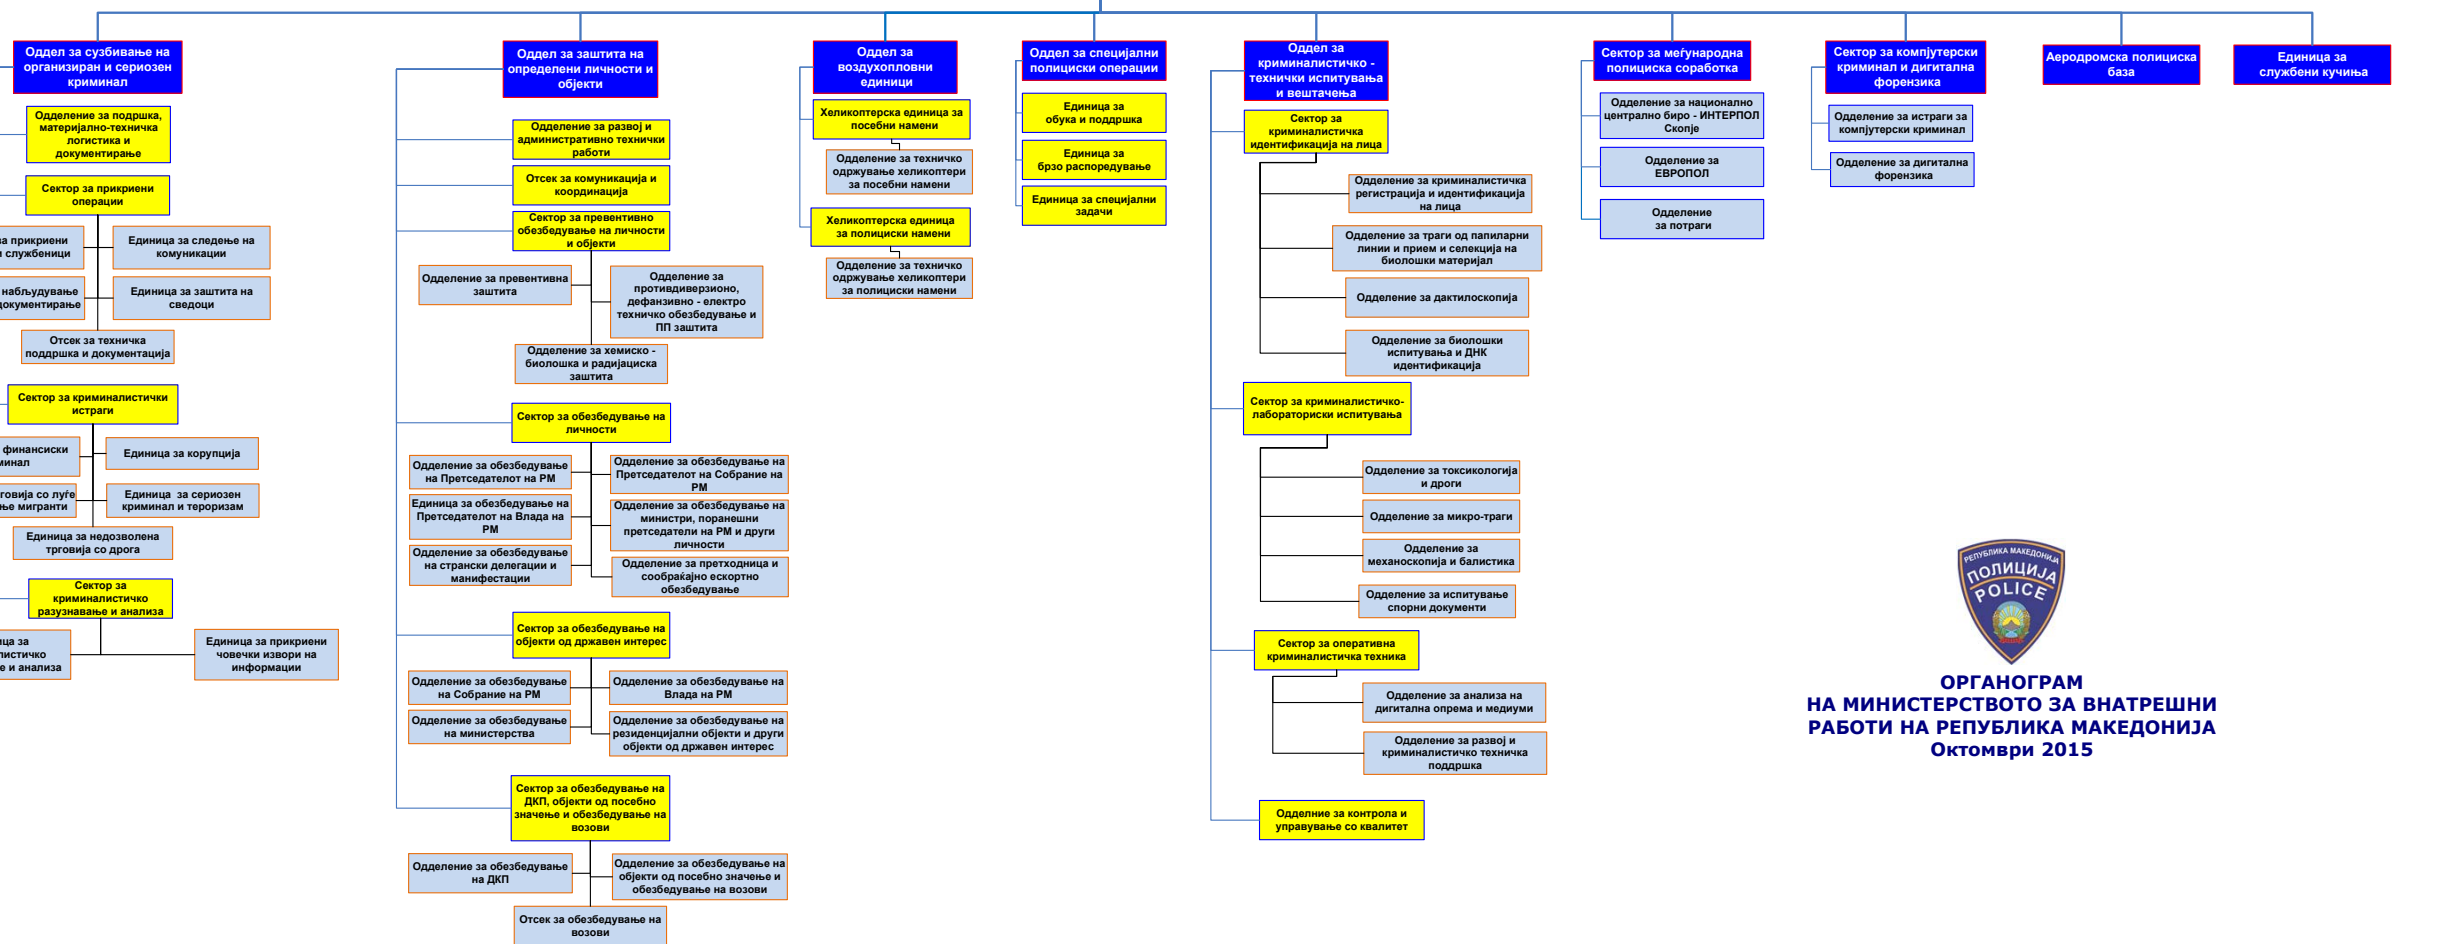 Оддел за сузбивање на
организиран и сериозен
криминал
Одделение за подршка,
материјално-техничка
логистика и
документирање
Сектор за прикриени
операции
за прикриени
службеници
Единица за следење на
комуникации
набљудување
документирање
Единица за заштита на
сведоци
Отсек за техничка
поддршка и документација
Сектор за криминалистички
истраги
финансиски
Единица за корупција
со луѓе
мигранти
Единица за сериозен
криминал и тероризам
Единица за недозволена
трговија со дрога
Сектор за
криминалистичко
разузнавање и анализа
за
и анализа
Единица за прикриени
човечки извори на
информации
Оддел за заштита на
определени личности и
објекти
Одделение за развој и
административно технички
работи
Отсек за комуникација и
координација
Сектор за превентивно
обезбедување на личности
и објекти
Одделение за превентивна
заштита
Одделение за
противдиверзионо,
дефанзивно - електро
техничко обезбедување и
ПП заштита
Одделение за хемиско -
биолошка и радијациска
заштита
Сектор за обезбедување на
личности
Одделение за обезбедување
на Претседателот на РМ
Одделение за обезбедување на
Претседателот на Собрание на
РМ
Единица за обезбедување на
Претседателот на Влада на
РМ
Одделение за обезбедување на
министри, поранешни
претседатели на РМ и други
личности
Одделение за обезбедување
на странски делегации и
манифестации
Одделение за претходница и
сообраќајно ескортно
обезбедување
Сектор за обезбедување на
објекти од државен интерес
Одделение за обезбедување
на Собрание на РМ
Одделение за обезбедување на
Влада на РМ
Одделение за обезбедување
на министерства
Одделение за обезбедување на
резиденцијални објекти и други
објекти од државен интерес
Сектор за обезбедување на
ДКП, објекти од посебно
значење и обезбедување на
возови
Одделение за обезбедување
на ДКП
Одделение за обезбедување на
објекти од посебно значење и
обезбедување на возови
Отсек за обезбедување на
возови
Оддел за
воздухопловни
единици
Хеликоптерска единица за
посебни намени
Одделение за техничко
одржување хеликоптери
за посебни намени
Хеликоптерска единица
за полициски намени
Одделение за техничко
одржување хеликоптери
за полициски намени
Оддел за специјални
полициски операции
Единица за
обука и поддршка
Единица за
брзо распоредување
Единица за специјални
задачи
Оддел за
криминалистичко -
технички испитувања
и вештачења
Сектор за
криминалистичка
идентификација на лица
Одделение за криминалистичка
регистрација и идентификација
на лица
Одделение за траги од папиларни
линии и прием и селекција на
биолошки материјал
Одделение за дактилоскопија
Одделение за биолошки
испитувања и ДНК
идентификација
Сектор за криминалистичко-
лабораториски испитувања
Одделение за токсикологија
и дроги
Одделение за микро-траги
Одделение за
механоскопија и балистика
Одделение за испитување
спорни документи
Сектор за оперативна
криминалистичка техника
Одделение за анализа на
дигитална опрема и медиуми
Одделение за развој и
криминалистичко техничка
поддршка
Одделние за контрола и
управување со квалитет
Сектор за меѓународна
полициска соработка
Одделение за национално
централно биро - ИНТЕРПОЛ
Скопје
Одделение за
ЕВРОПОЛ
Одделение
за потраги
Сектор за компјутерски
криминал и дигитална
форензика
Одделение за истраги за
компјутерски криминал
Одделение за дигитална
форензика
Аеродромска полициска
база
Единица за
службени кучиња
РЕПУБЛИКА МАКЕДОНИЈА
ПОЛИЦИЈА
POLICE
ОРГАНОГРАМ
НА МИНИСТЕРСТВОТО ЗА ВНАТРЕШНИ
РАБОТИ НА РЕПУБЛИКА МАКЕДОНИЈА
Октомври 2015